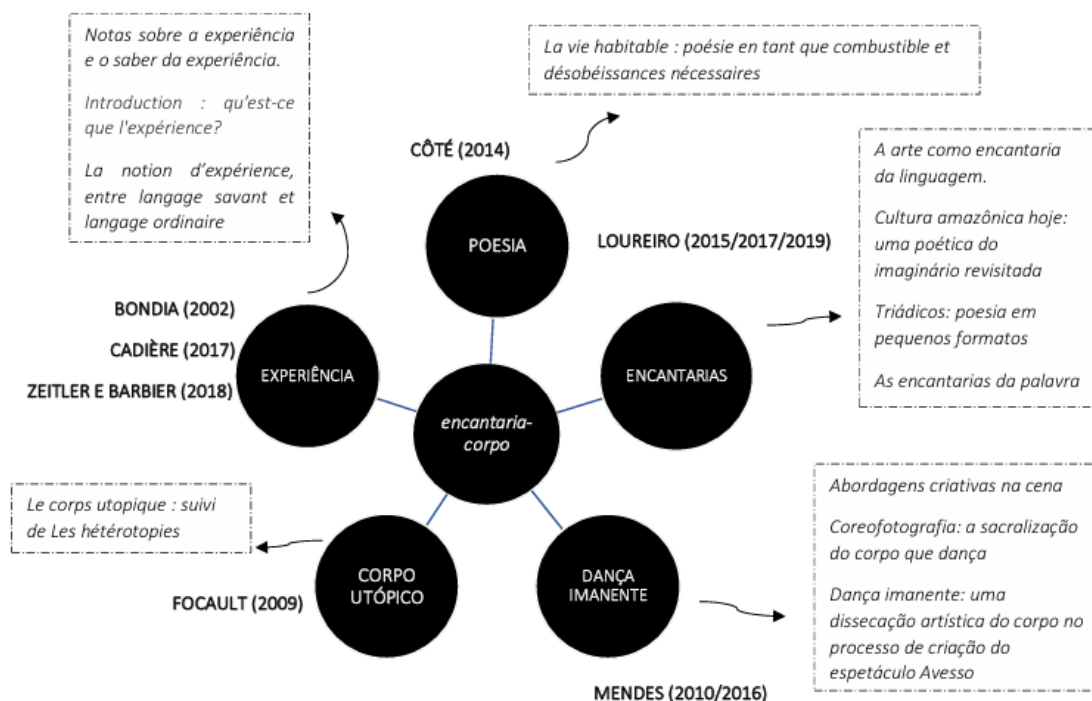 Notas sobre a experiência
e o saber da experiência.
Introduction : qu'est-ce
que l'expérience?
La notion d'expérience,
entre langage savant et
langage ordinaire
La vie habitable : poésie en tant que combustible et
désobéissances nécessaires
CÔTÉ (2014)
POESIA
LOUREIRO (2015/2017/2019)
A arte como encantaria
da linguagem.
Cultura amazônica hoje:
uma poética do
imaginário revisitada
Triádicos: poesia em
pequenos formatos
As encantarias da palavra
BONDIA (2002)
CADIÈRE (2017)
ZEITLER E BARBIER (2018)
EXPERIÊNCIA
ENCANTARIAS
encantaria-
corpo
Le corps utopique : suivi
de Les hétérotopies
FOCAULT (2009)
CORPO
UTÓPICO
DANÇA
IMANENTE
Abordagens criativas na cena
Coreofotografia: a sacralização
do corpo que dança
Dança imanente: uma
dissecação artística do corpo no
processo de criação do
espetáculo Avesso
MENDES (2010/2016)